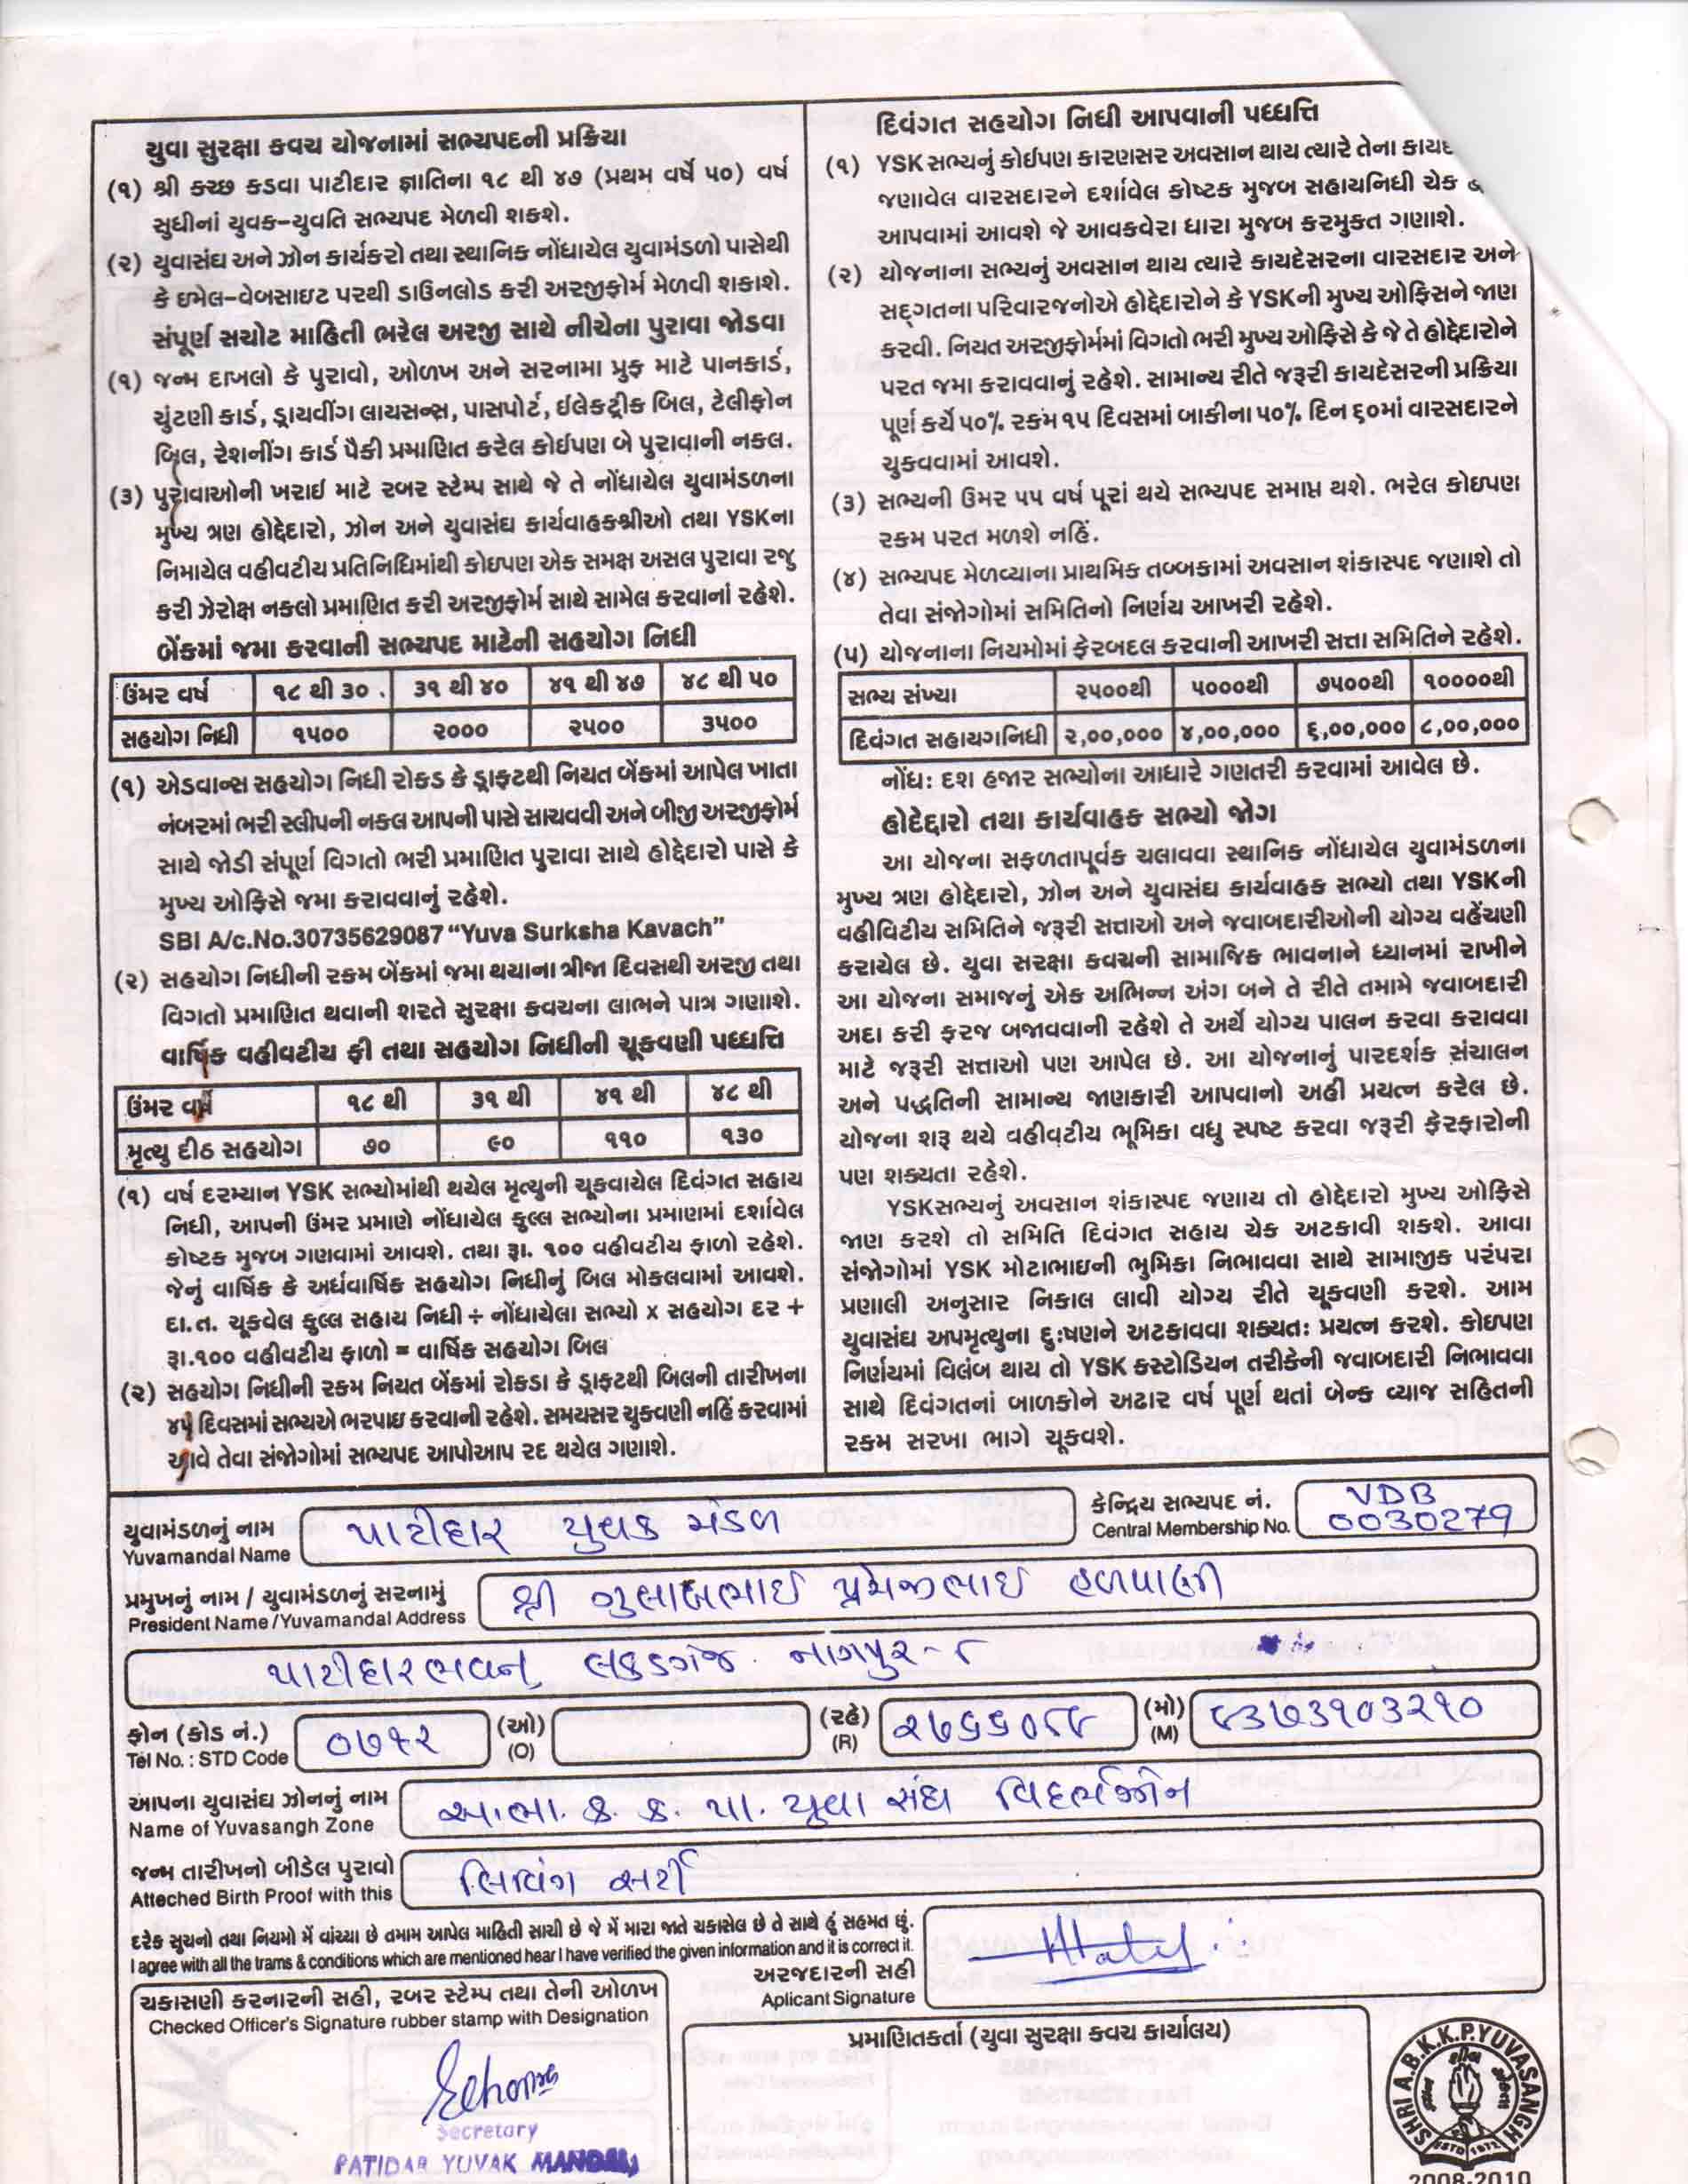 યુવા સુરક્ષા કવચ યોજનામાં સભ્યપદની પ્રક્રિયા
(૧) શ્રી કચ્છ કડવા પાટીદાર જ્ઞાતિના ૧૮ થી ૪૭ (પ્રથમ વર્ષે ૫૦) વર્ષ
સુધીનાં યુવક-યુવતિ સભ્યપદ મેળવી શકશે.
(૨) યુવાસંઘ અને ઝોન કાર્યકરો તથા સ્થાનિક નોંધાયેલ યુવામંડળો પાસેથી
કે ઇમેલ-વેબસાઇટ પરથી ડાઉનલોડ કરી અરજીફોર્મ મેળવી શકાશે.
સંપૂર્ણ સચોટ માહિતી ભરેલ અરજી સાથે નીચેના પુરાવા જોડવા
(૧) જન્મ દાખલો કે પુરાવો, ઓળખ અને સરનામા પ્રુફ માટે પાનકાર્ડ,
ચુંટણી કાર્ડ, ડ્રાયવીંગ લાયસન્સ, પાસપોર્ટ, ઈલેક્ટ્રીક બિલ, ટેલીફોન
બિલ, રેશનીંગ કાર્ડ પૈકી પ્રમાણિત કરેલ કોઈપણ બે પુરાવાની નકલ.
(૩) પુરાવાઓની ખરાઈ માટે રબર સ્ટેમ્પ સાથે જે તે નોંધાયેલ યુવામંડળના
મુખ્ય ત્રણ હોદ્દેદારો, ઝોન અને યુવાસંઘ કાર્યવાહકશ્રીઓ તથા YSKના
નિમાયેલ વહીવટીય પ્રતિનિધિમાંથી કોઇપણ એક સમક્ષ અસલ પુરાવા રજુ
કરી ઝેરોક્ષ નકલો પ્રમાણિત કરી અરજીફોર્મ સાથે સામેલ કરવાનાં રહેશે.
બેંકમાં જમા કરવાની સભ્યપદ માટેની સહયોગ નિધી
ઉંમર વર્ષ ૧૮ થી ૩૦ ૩૧ થી ૪૦ ૪૧ થી ૪૭ ૪૮ થી ૫૦
સહયોગ નિધી ૧૫૦૦ ૨૦૦૦ ૨૫૦૦ ૩૫૦૦
(૧) એડવાન્સ સહયોગ નિધી રોકડ કે ડ્રાફ્ટથી નિયત બેંકમાં આપેલ ખાતા
નંબરમાં ભરી સ્લીપની નકલ આપની પાસે સાચવવી અને બીજી અરજીફોર્મ
સાથે જોડી સંપૂર્ણ વિગતો ભરી પ્રમાણિત પુરાવા સાથે હોદ્દેદારો પાસે કે
મુખ્ય ઓફિસે જમા કરાવવાનું રહેશે.
SBI A/c.No.30735629087 “Yuva Surksha Kavach”
(૨) સહયોગ નિધીની રકમ બેંકમાં જમા થયાના ત્રીજા દિવસથી અરજી તથા
વિગતો પ્રમાણિત થવાની શરતે સુરક્ષા કવચના લાભને પાત્ર ગણાશે.
વાર્ષિક વહીવટીય ફી તથા સહયોગ નિધીની ચૂકવણી પધ્ધત્તિ
ઉંમર વર્ષે ૧૮ થી ૩૧ થી ૪૧ થી ૪૮ થી
મૃત્યુ દીઠ સહયોગ ૭૦ ૯૦ ૧૧૦ ૧૩૦
(૧) વર્ષ દરમ્યાન YSK સભ્યોમાંથી થયેલ મૃત્યુની ચૂકવાયેલ દિવંગત સહાય
નિધી, આપની ઉંમર પ્રમાણે નોંધાયેલ કુલ્લ સભ્યોના પ્રમાણમાં દર્શાવેલ
કોષ્ટક મુજબ ગણવામાં આવશે. તથા રૂા. ૧૦૦ વહીવટીય ફાળો રહેશે.
જેનું વાર્ષિક કે અર્ધવાર્ષિક સહયોગ નિધીનું બિલ મોકલવામાં આવશે.
દા.ત. ચૂકવેલ કુલ્લ સહાય નિધી ÷ નોંધાયેલા સભ્યો x સહયોગ દર +
રૂા.૧૦૦ વહીવટીય ફાળો = વાર્ષિક સહયોગ બિલ
(૨) સહયોગ નિધીની રકમ નિયત બેંકમાં રોકડા કે ડ્રાફ્ટથી બિલની તારીખના
૪૫ દિવસમાં સભ્યએ ભરપાઇ કરવાની રહેશે. સમયસર ચુકવણી નહિં કરવામાં
આવે તેવા સંજોગોમાં સભ્યપદ આપોઆપ રદ થયેલ ગણાશે.
દિવંગત સહયોગ નિધી આપવાની પધ્ધત્તિ
(૧) YSK સભ્યનું કોઈપણ કારણસર અવસાન થાય ત્યારે તેના
જણાવેલ વારસદારને દર્શાવેલ કોષ્ટક મુજબ સહાયનિધી ચેક
આપવામાં આવશે જે આવકવેરા ધારા મુજબ કરમુક્ત ગણાશે.
(૨) યોજનાના સભ્યનું અવસાન થાય ત્યારે કાયદેસરના વારસદાર અને
સદ્ગતના પરિવારજનોએ હોદ્દેદારોને કે YSKની મુખ્ય ઓફિસને જાણ
કરવી. નિયત અરજીફોર્મમાં વિગતો ભરી મુખ્ય ઓફિસે કે જે તે હોદ્દેદારોને
પરત જમા કરાવવાનું રહેશે. સામાન્ય રીતે જરૂરી કાયદેસરની પ્રક્રિયા
પૂર્ણ કર્યે ૫૦% રકમ ૧૫ દિવસમાં બાકીના ૫૦% દિન ૬૦માં વારસદારને
ચુકવવામાં આવશે.
(૩) સભ્યની ઉંમર ૫૫ વર્ષ પૂરાં થયે સભ્યપદ સમાપ્ત થશે. ભરેલ કોઇપણ
રકમ પરત મળશે નહિં.
(૪) સભ્યપદ મેળવ્યાના પ્રાથમિક તબ્બકામાં અવસાન શંકાસ્પદ જણાશે તો
તેવા સંજોગોમાં સમિતિનો નિર્ણય આખરી રહેશે.
(૫) યોજનાના નિયમોમાં ફેરબદલ કરવાની આખરી સત્તા સમિતિને રહેશે.
સભ્ય સંખ્યા ૨૫૦૦થી ૫૦૦૦થી ૭૫૦૦થી ૧૦૦૦૦થી
દિવંગત સહાયગનિધી ૨,૦૦,૦૦૦ ૪,૦૦,૦૦૦ ૬,૦૦,૦૦૦ ૮,૦૦,૦૦૦
નોંધઃ દશ હજાર સભ્યોના આધારે ગણતરી કરવામાં આવેલ છે.
હોદેદ્દારો તથા કાર્યવાહક સભ્યો જોગ
આ યોજના સફળતાપૂર્વક ચલાવવા સ્થાનિક નોંધાયેલ યુવામંડળના
મુખ્ય ત્રણ હોદ્દેદારો, ઝોન અને યુવાસંઘ કાર્યવાહક સભ્યો તથા YSKની
વહીવિટીય સમિતિને જરૂરી સત્તાઓ અને જવાબદારીઓની યોગ્ય વહેંચણી
કરાયેલ છે. યુવા સરક્ષા કવચની સામાજિક ભાવનાને ધ્યાનમાં રાખીને
આ યોજના સમાજનું એક અભિન્ન અંગ બને તે રીતે તમામે જવાબદારી
અદા કરી ફરજ બજાવવાની રહેશે તે અર્થે યોગ્ય પાલન કરવા કરાવવા
માટે જરૂરી સત્તાઓ પણ આપેલ છે. આ યોજનાનું પારદર્શક સંચાલન
અને પદ્ધતિની સામાન્ય જાણકારી આપવાનો અહી પ્રયત્ન કરેલ છે.
યોજના શરૂ થયે વહીવટીય ભૂમિકા વધુ સ્પષ્ટ કરવા જરૂરી ફેરફારોની
પણ શક્યતા રહેશે.
YSKસભ્યનું અવસાન શંકાસ્પદ જણાય તો હોદ્દેદારો મુખ્ય ઓફિસે
જાણ કરશે તો સમિતિ દિવંગત સહાય ચેક અટકાવી શકશે. આવા
સંજોગોમાં YSK મોટાભાઇની ભુમિકા નિભાવવા સાથે સામાજીક પરંપરા
પ્રણાલી અનુસાર નિકાલ લાવી યોગ્ય રીતે ચૂકવણી કરશે. આમ
યુવાસંઘ અપમૃત્યુના દુઃષણને અટકાવવા શક્યતઃ પ્રયત્ન કરશે. કોઇપણ
નિર્ણયમાં વિલંબ થાય તો YSK કસ્ટોડિયન તરીકેની જવાબદારી નિભાવવા
સાથે દિવંગતનાં બાળકોને અઢાર વર્ષ પૂર્ણ થતાં બેન્ક વ્યાજ સહિતની
રકમ સરખા ભાગે ચૂકવશે.
યુવામંડળનું નામ પાટીદાર યુવક મંડળ કેન્દ્રિય સભ્યપદ નં. VDB
Yuvamandal Name Central Membership No. 0030279
પ્રમુખનું નામ / યુવામંડળનું સરનામું શ્રી ગુલાબભાઈ પ્રેમજીભાઇ હળપાણી
President Name /Yuvamandal Address
પાટીદારભવન, લકડગંજ નાગપુર-૮
ફોન (કોડ નં.) ૦૭૧૨ (ઓ) (રહે) ૨૭૬૬૦૮૮ (મો) ૯૩૭૩૧૦૩૨૧૦
Tel No. : STD Code (O) (R) (M)
આપના યુવાસંઘ ઝોનનું નામ અ.ભા. ક. ક. પા. યુવા સંઘ વિદર્ભઝોન
Name of Yuvasangh Zone
જન્મ તારીખનો બીડેલ પુરાવો લિવિંગ સર્ટી
Atteched Birth Proof with this
દરેક સુચનો તથા નિયમો મેં વાંચ્યા છે તમામ આપેલ માહિતી સાચી છે જે મેં મારા જાતે ચકાસેલ છે તે સાથે હું સહમત છું.
I agree with all the trams & conditions which are mentioned hear I have verified the given information and it is correct it.
અરજદારની સહી
Aplicant Signature
ચકાસણી કરનારની સહી, રબર સ્ટેમ્પ તથા તેની ઓળખ
Checked Officer's Signature rubber stamp with Designation
Secretary
PATIDAR YUVAK MANDAL
પ્રમાણિતકર્તા (યુવા સુરક્ષા કવચ કાર્યાલય)
SHRI A.B.K.K.P.YUVASANGH
ESTD 1972
2008-2010